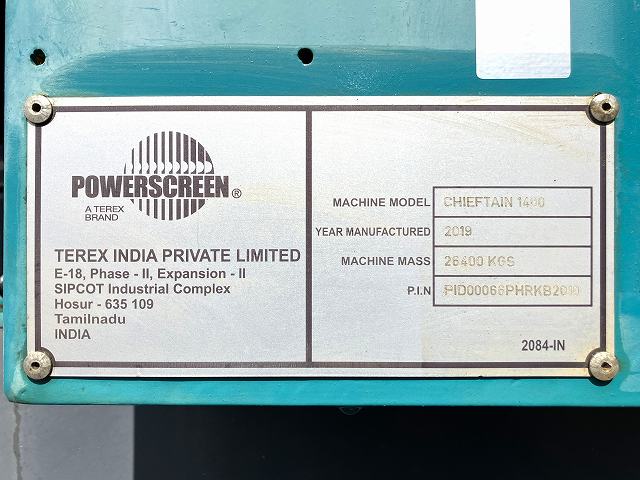 POWERSCREEN®
A TEREX
BRAND
TEREX INDIA PRIVATE LIMITED
E-18, Phase - II, Expansion - II
SIPCOT Industrial Complex
Hosur - 635 109
Tamilnadu
INDIA
MACHINE MODEL CHIEFTAIN 1400
YEAR MANUFACTURED 2019
MACHINE MASS 26400 KGS
P.I.N
2084-IN